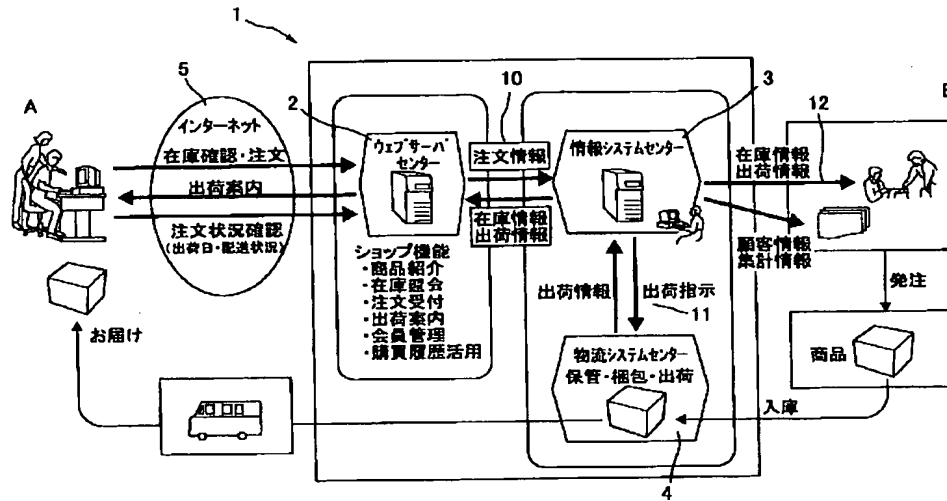 1
A
5
インターネット
在庫確認・注文
出荷案内
注文状況確認
(出荷日・配送状況)
お届け
2
ウェブサーバ
センター
ショップ機能
・商品紹介
・在庫照会
・注文受付
・出荷案内
・会員管理
・購買履歴活用
10
注文情報
在庫情報
出荷情報
3
情報システムセンター
出荷情報
出荷指示
11
物流システムセンター
保管・梱包・出荷
4
12
在庫情報
出荷情報
顧客情報
集計情報
発注
商品
入庫